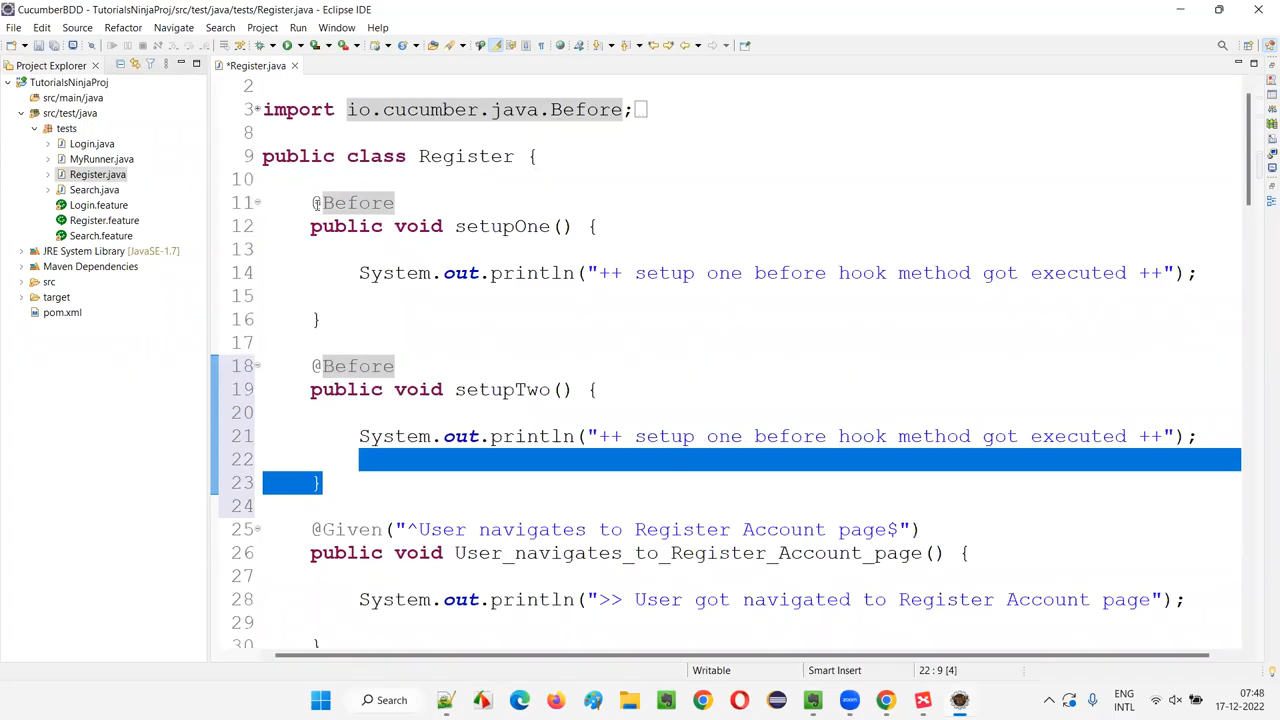 CucumberBDD - TutorialsNinjaProj/src/test/java/tests/Register.java - Eclipse IDE
File Edit Source Refactor Navigate Search Project Run Window Help
Project Explorer
*Register.java
TutorialsNinjaProj
src/main/java
src/test/java
tests
Login.java
MyRunner.java
Register.java
Search.java
Login.feature
Register.feature
Search.feature
JRE System Library [JavaSE-1.7]
Maven Dependencies
src
target
pom.xml
2
3 import io.cucumber.java.Before;
8
9 public class Register {
10
11 @Before
12 public void setupOne() {
13
14 System.out.println("++ setup one before hook method got executed ++");
15
16 }
17
18 @Before
19 public void setupTwo() {
20
21 System.out.println("++ setup one before hook method got executed ++");
22
23 }
24
25 @Given("^User navigates to Register Account page$")
26 public void User_navigates_to_Register_Account_page() {
27
28 System.out.println(">> User got navigated to Register Account page");
29
30 }
Writable Smart Insert 22 : 9 [4]
Search
ENG INTL
07:48
17-12-2022